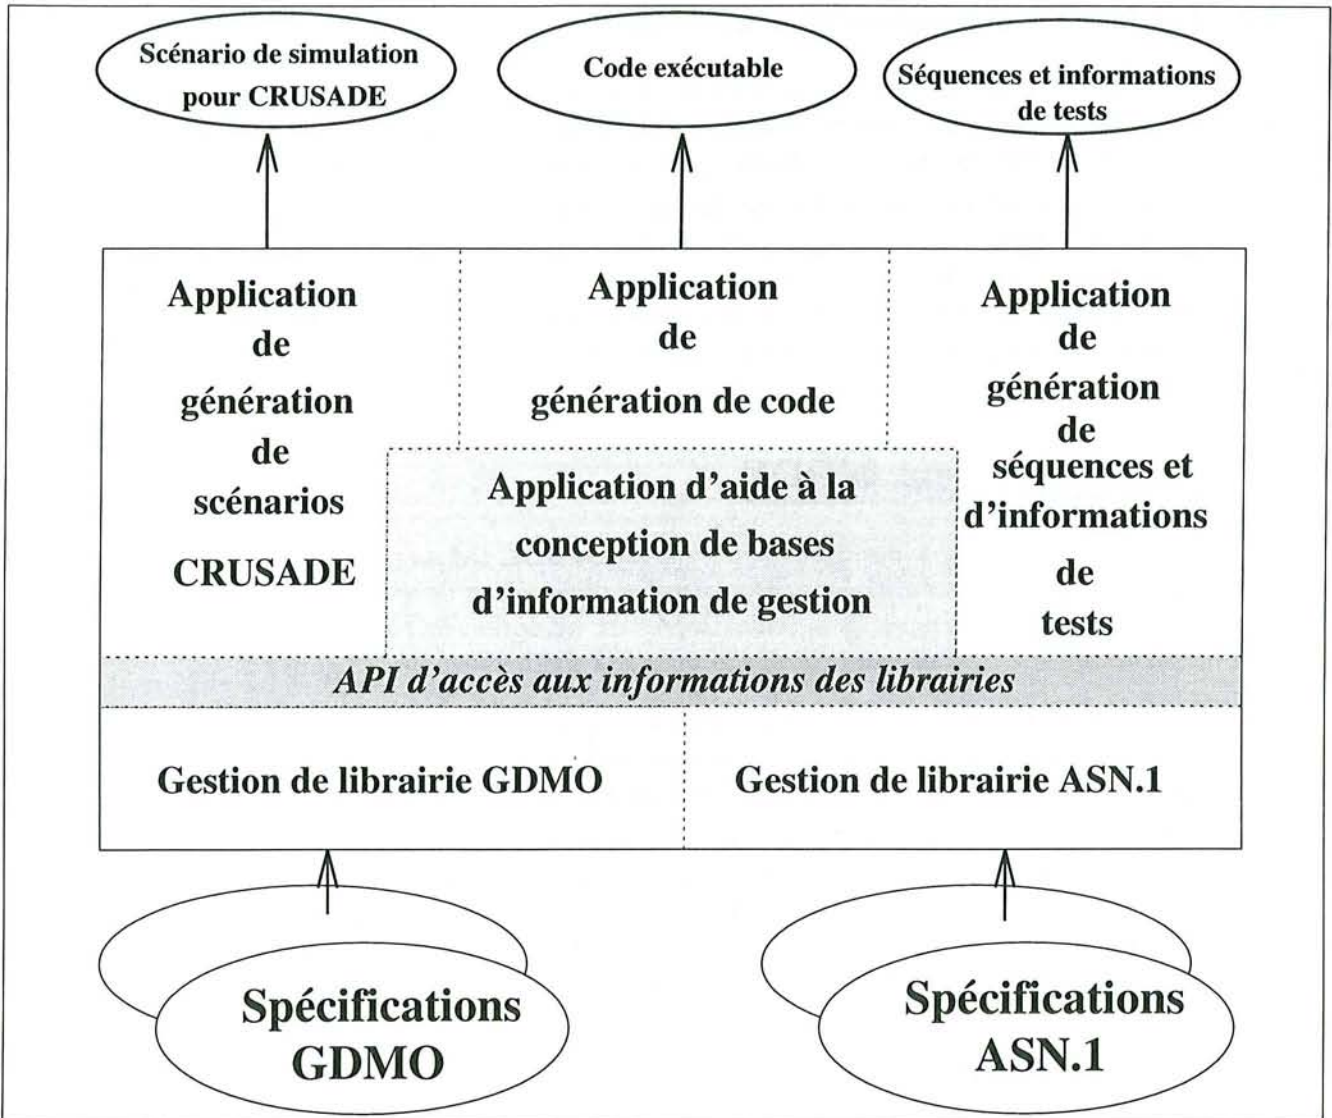 Scénario de simulation
pour CRUSADE
Code exécutable
Séquences et informations
de tests
Application
de
génération
de
scénarios
CRUSADE
Application
de
génération de code
Application
de
génération
de
séquences et
d'informations
de
tests
Application d'aide à la
conception de bases
d'information de gestion
API d'accès aux informations des librairies
Gestion de librairie GDMO
Gestion de librairie ASN.1
Spécifications
GDMO
Spécifications
ASN.1